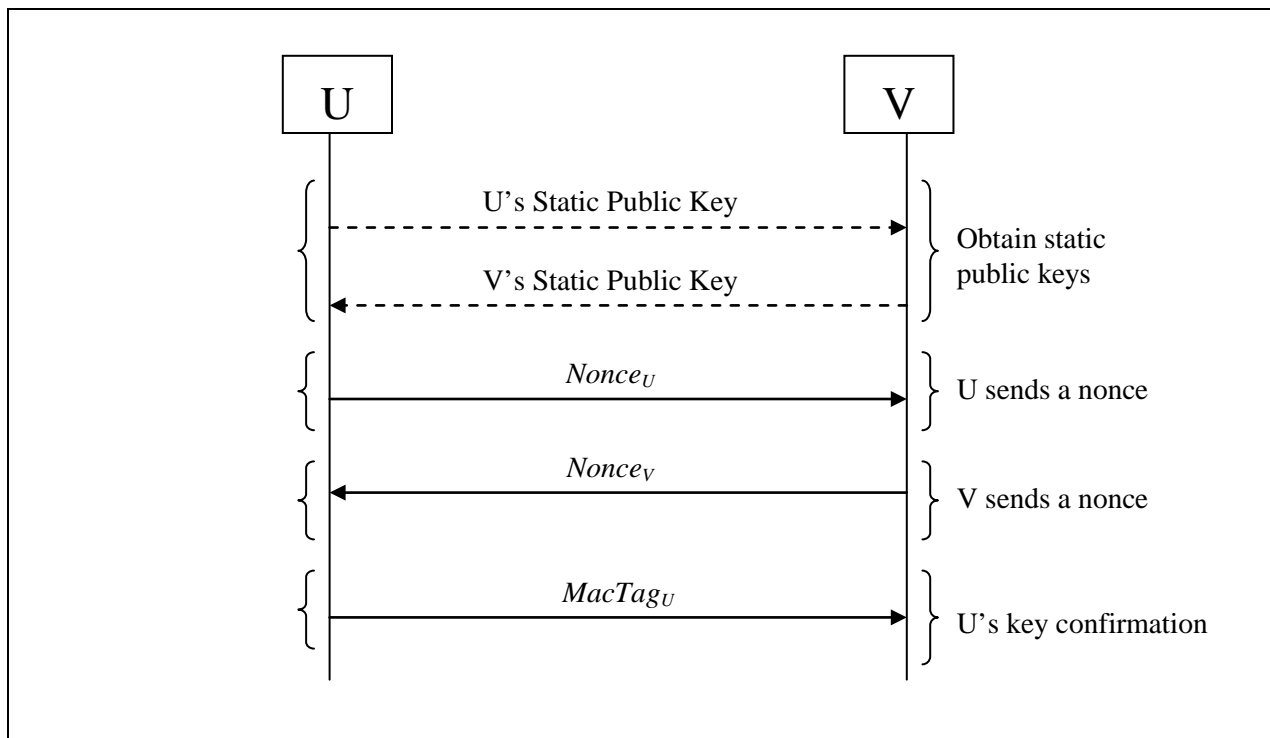 U
V
U’s Static Public Key
V’s Static Public Key
Obtain static
public keys
NonceU
U sends a nonce
NonceV
V sends a nonce
MacTagU
U’s key confirmation